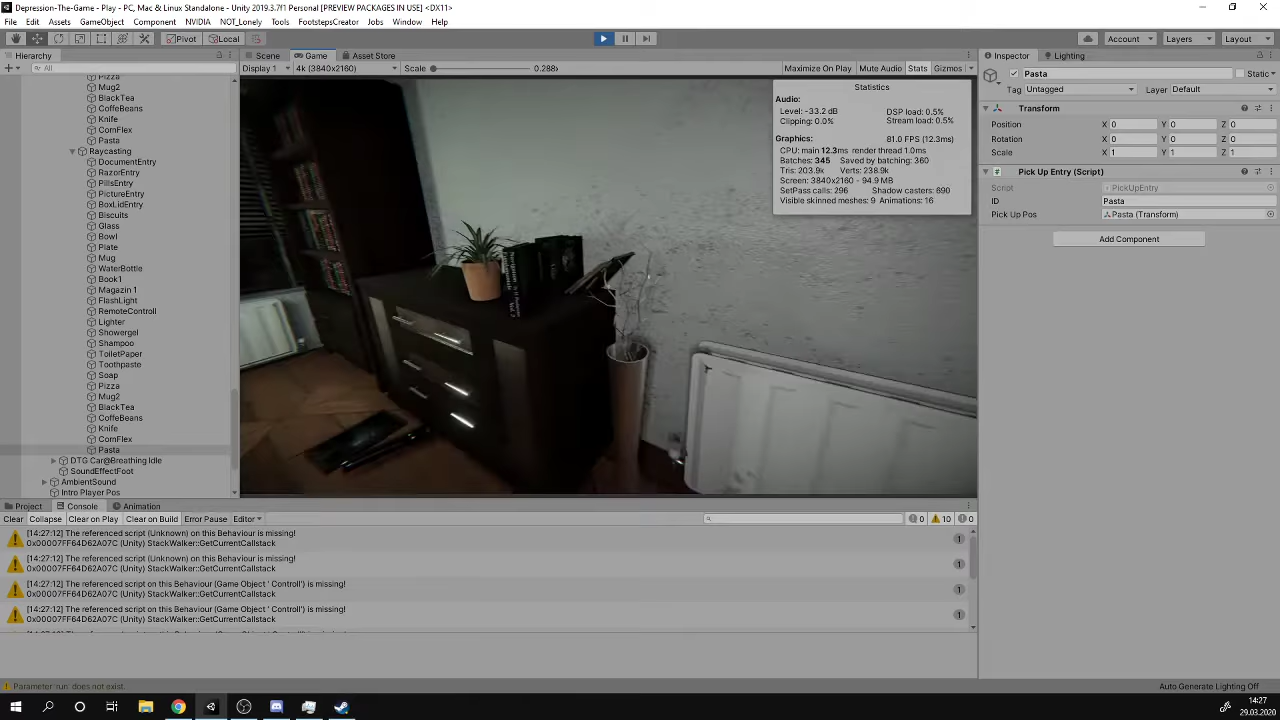 Depression-The-Game - Play - PC, Mac & Linux Standalone - Unity 2019.3.7f1 Personal [PREVIEW PACKAGES IN USE] <DX11>
File Edit Assets GameObject Component NVIDIA NOT_Lonely Tools FootstepsCreator Jobs Window Help
Pivot Local Account Layers Layout
Hierarchy
All
Pizza
Mug2
BlackTea
CoffeBeans
Knife
CornFlex
Pasta
Raycasting
DocumentEntry
RazorEntry
PillsEntry
PictureEntry
BoxLidEntry
Biscuits
Glass
Bowl
Plate
Mug
WaterBottle
Book1
Magazin 1
FlashLight
RemoteControll
Lighter
Showergel
Shampoo
ToiletPaper
Toothpaste
Soap
Pizza
Mug2
BlackTea
CoffeBeans
Knife
CornFlex
Pasta
DTG Car@Breathing Idle
SoundEffectFoot
AmbientSound
Intro Player Pos
Scene Game Asset Store
Display 1 4k (3840x2160) Scale 0.288x Maximize On Play Mute Audio Stats Gizmos
Statistics
Audio:
Level: -33.2 dB DSP load: 0.5%
Clipping: 0.0% Stream load: 0.5%
Graphics: 81.0 FPS (12.3ms)
CPU: main 12.3ms render thread 1.0ms
Batches: 345 Saved by batching: 360
Tris: 203.9k Verts: 238.9k
Screen: 3840x2160 - 94.9 MB
SetPass calls: 296 Shadow casters: 690
Visible skinned meshes: 9 Animations: 16
Inspector Lighting
Pasta Static
Tag Untagged Layer Default
Transform
Position X 0 Y 0 Z 0
Rotation X 0 Y 0 Z 0
Scale X 1 Y 1 Z 1
Pick Up Entry (Script)
Script PickUpEntry
ID Pasta
Pick Up Pos Pasta (Transform)
Add Component
Project Console Animation
Clear Collapse Clear on Play Clear on Build Error Pause Editor 0 10 0
[14:27:12] The referenced script (Unknown) on this Behaviour is missing!
0x00007FF64D62A07C (Unity) StackWalker::GetCurrentCallstack
1
[14:27:12] The referenced script (Unknown) on this Behaviour is missing!
0x00007FF64D62A07C (Unity) StackWalker::GetCurrentCallstack
1
[14:27:12] The referenced script on this Behaviour (Game Object ' Controll') is missing!
0x00007FF64D62A07C (Unity) StackWalker::GetCurrentCallstack
1
[14:27:12] The referenced script on this Behaviour (Game Object ' Controll') is missing!
0x00007FF64D62A07C (Unity) StackWalker::GetCurrentCallstack
1
Parameter 'run' does not exist.
Auto Generate Lighting Off
14:27
29.03.2020